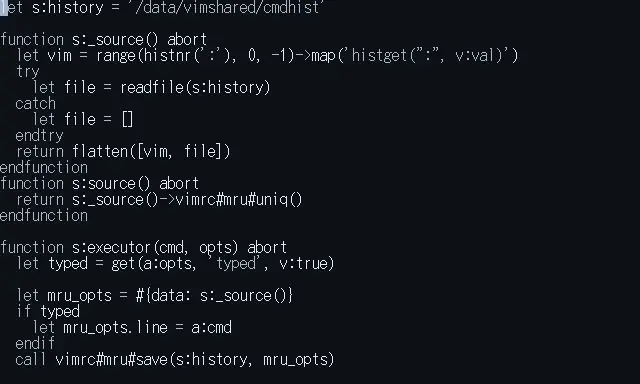 let s:history = '/data/vimshared/cmdhist'

function s:_source() abort
  let vim = range(histnr(':'), 0, -1)->map('histget(":", v:val)')
  try
    let file = readfile(s:history)
  catch
    let file = []
  endtry
  return flatten([vim, file])
endfunction
function s:source() abort
  return s:_source()->vimrc#mru#uniq()
endfunction

function s:executor(cmd, opts) abort
  let typed = get(a:opts, 'typed', v:true)

  let mru_opts = #{data: s:_source()}
  if typed
    let mru_opts.line = a:cmd
  endif
  call vimrc#mru#save(s:history, mru_opts)